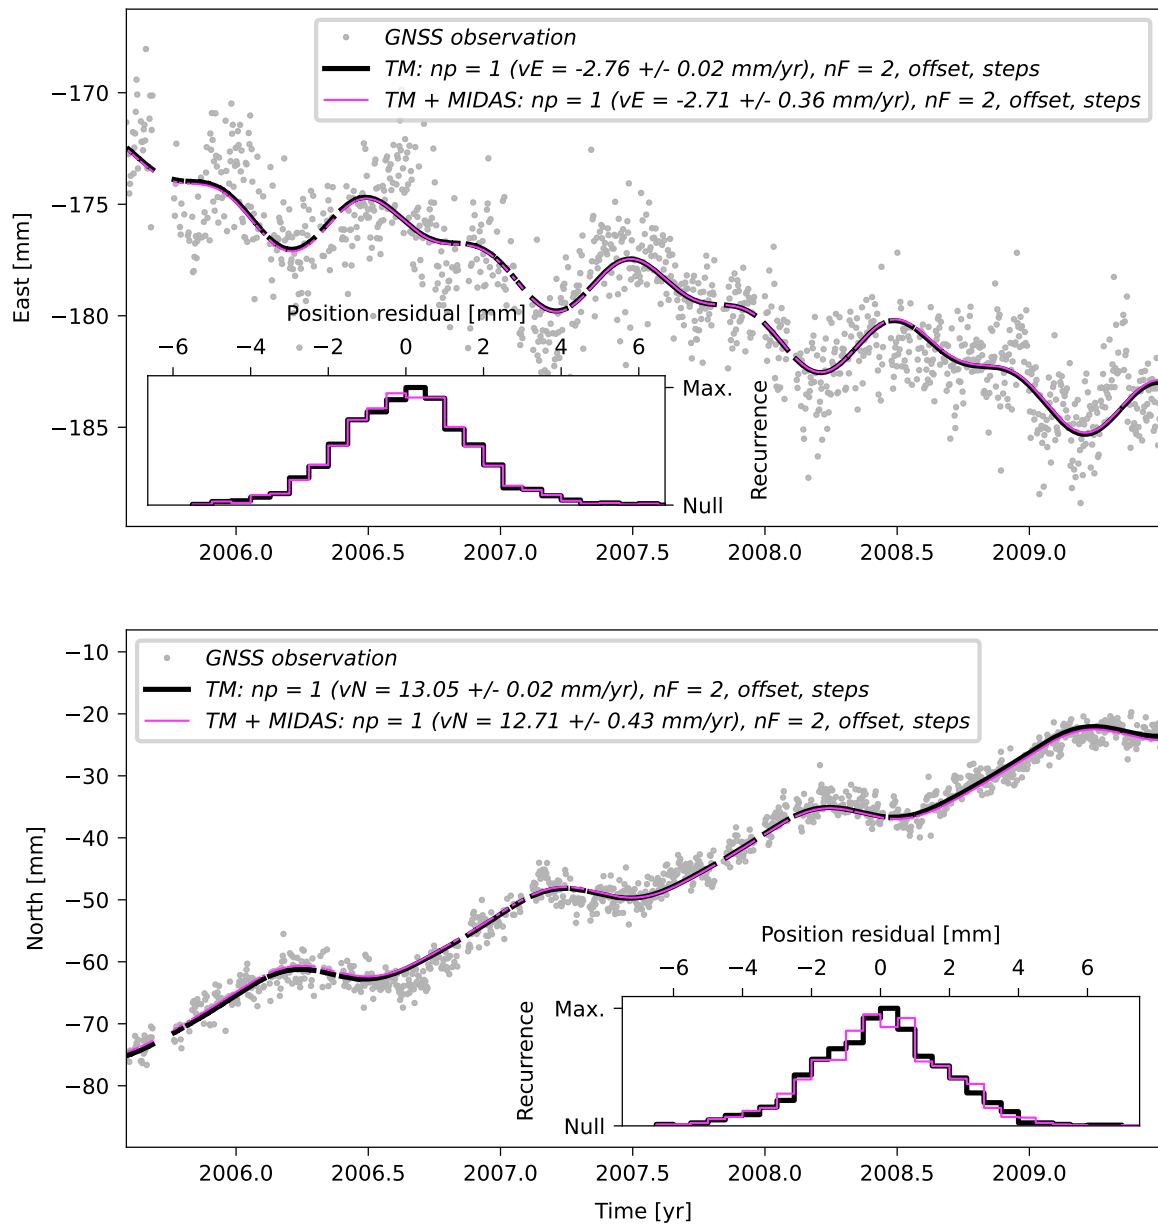 GNSS observation
TM: np = 1 (vE = -2.76 +/- 0.02 mm/yr), nF = 2, offset, steps
TM + MIDAS: np = 1 (vE = -2.71 +/- 0.36 mm/yr), nF = 2, offset, steps
−170
−175
−180
−185
East [mm]
Position residual [mm]
−6 −4 −2 0 2 4 6
Max.
Null
Recurrence
2006.0 2006.5 2007.0 2007.5 2008.0 2008.5 2009.0
GNSS observation
TM: np = 1 (vN = 13.05 +/- 0.02 mm/yr), nF = 2, offset, steps
TM + MIDAS: np = 1 (vN = 12.71 +/- 0.43 mm/yr), nF = 2, offset, steps
−10
−20
−30
−40
−50
−60
−70
−80
North [mm]
Position residual [mm]
−6 −4 −2 0 2 4 6
Max.
Null
Recurrence
2006.0 2006.5 2007.0 2007.5 2008.0 2008.5 2009.0
Time [yr]